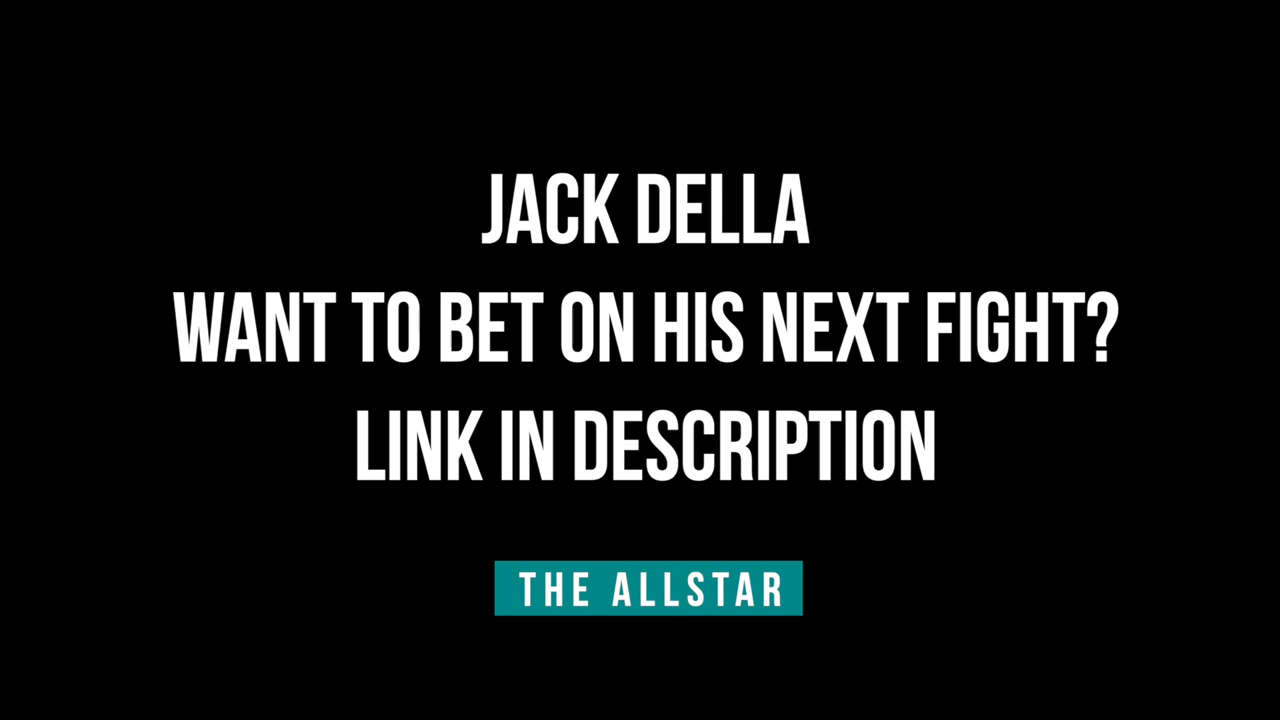 JACK DELLA
WANT TO BET ON HIS NEXT FIGHT?
LINK IN DESCRIPTION
THE ALLSTAR